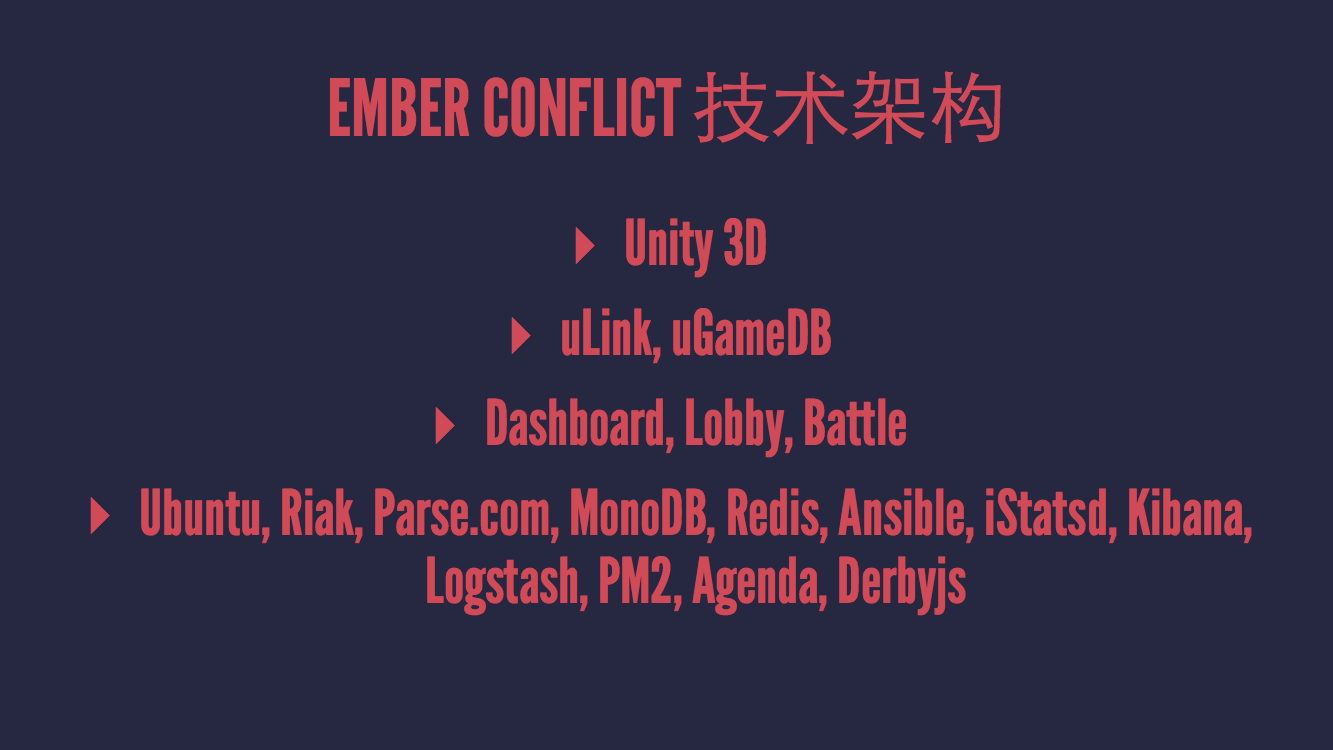 EMBER CONFLICT 技术架构
Unity 3D
uLink, uGameDB
Dashboard, Lobby, Battle
Ubuntu, Riak, Parse.com, MonoDB, Redis, Ansible, iStatsd, Kibana,
Logstash, PM2, Agenda, Derbyjs